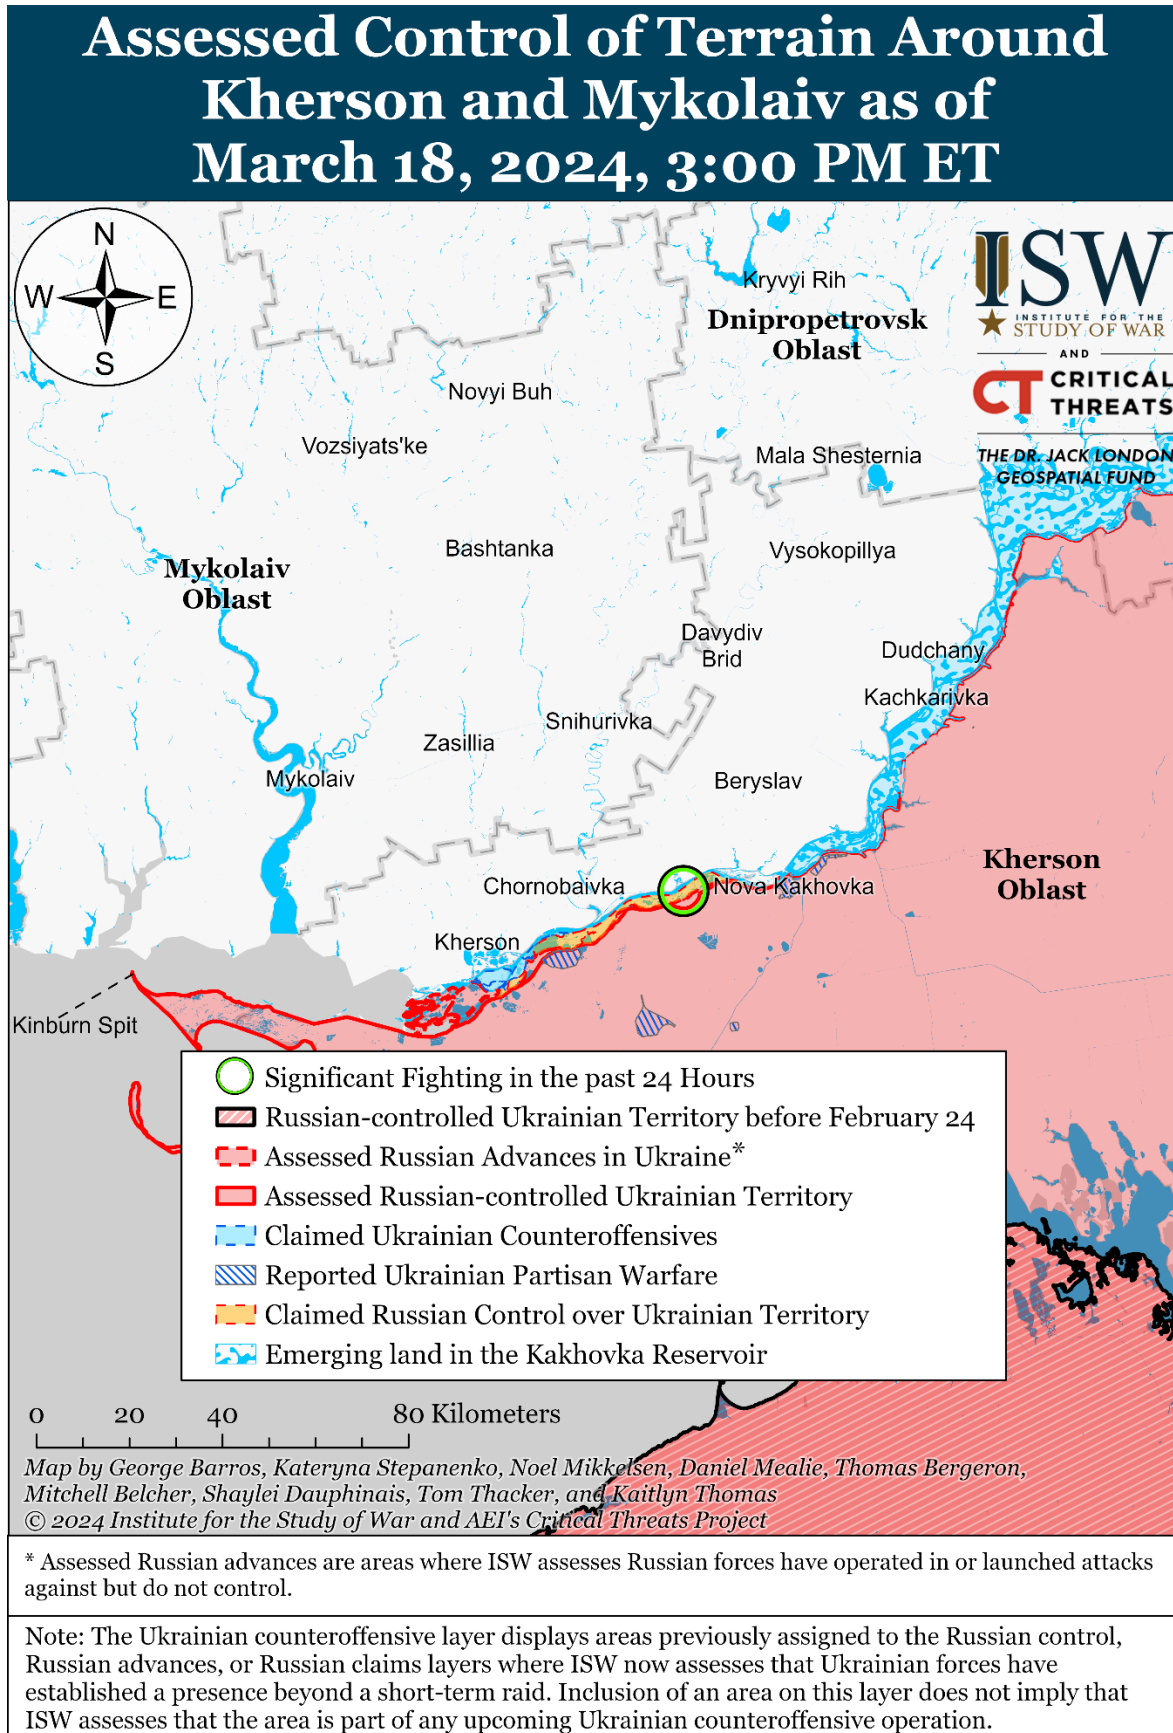 Assessed Control of Terrain Around
Kherson and Mykolaiv as of
March 18, 2024, 3:00 PM ET
N
W
E
S
ISW
INSTITUTE FOR THE
STUDY OF WAR
AND
CT CRITICAL
THREATS
THE DR. JACK LONDON
GEOSPATIAL FUND
Kryvyi Rih
Dnipropetrovsk
Oblast
Novyi Buh
Vozsiyats'ke
Mala Shesternia
Bashtanka
Vysokopillya
Mykolaiv
Oblast
Davydiv
Brid
Dudchany
Kachkarivka
Snihurivka
Zasillia
Mykolaiv
Beryslav
Kherson
Oblast
Chornobaivka
Nova Kakhovka
Kherson
Kinburn Spit
Significant Fighting in the past 24 Hours
Russian-controlled Ukrainian Territory before February 24
Assessed Russian Advances in Ukraine*
Assessed Russian-controlled Ukrainian Territory
Claimed Ukrainian Counteroffensives
Reported Ukrainian Partisan Warfare
Claimed Russian Control over Ukrainian Territory
Emerging land in the Kakhovka Reservoir
0 20 40 80 Kilometers
Map by George Barros, Kateryna Stepanenko, Noel Mikkelsen, Daniel Mealie, Thomas Bergeron,
Mitchell Belcher, Shaylei Dauphinais, Tom Thacker, and Kaitlyn Thomas
© 2024 Institute for the Study of War and AEI's Critical Threats Project
* Assessed Russian advances are areas where ISW assesses Russian forces have operated in or launched attacks
against but do not control.
Note: The Ukrainian counteroffensive layer displays areas previously assigned to the Russian control,
Russian advances, or Russian claims layers where ISW now assesses that Ukrainian forces have
established a presence beyond a short-term raid. Inclusion of an area on this layer does not imply that
ISW assesses that the area is part of any upcoming Ukrainian counteroffensive operation.